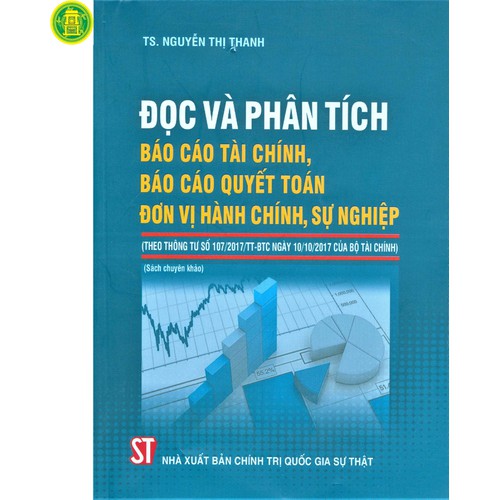 TS. NGUYỄN THỊ THANH
ĐỌC VÀ PHÂN TÍCH
BÁO CÁO TÀI CHÍNH,
BÁO CÁO QUYẾT TOÁN
ĐƠN VỊ HÀNH CHÍNH, SỰ NGHIỆP
(THEO THÔNG TƯ SỐ 107/2017/TT-BTC NGÀY 10/10/2017 CỦA BỘ TÀI CHÍNH)
(Sách chuyên khảo)
55,2%
ST
NHÀ XUẤT BẢN CHÍNH TRỊ QUỐC GIA SỰ THẬT